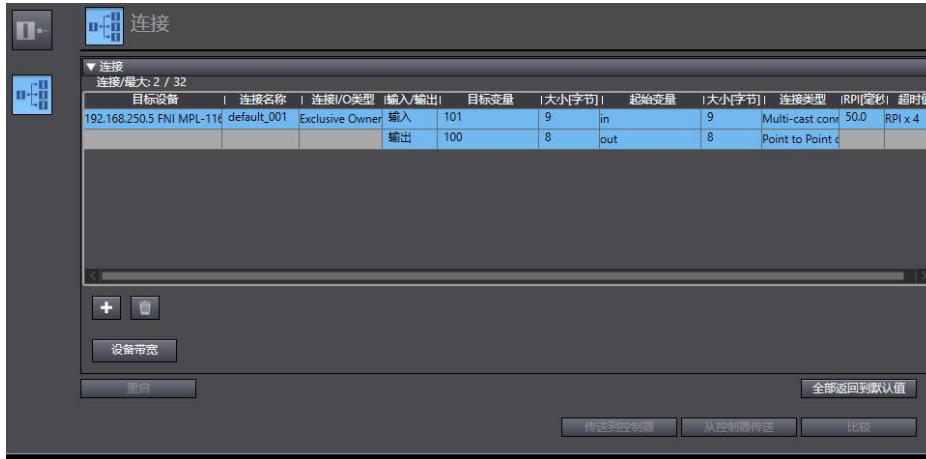 连接
▼连接
连接/最大: 2 / 32
目标设备 连接名称 连接I/O类型 输入/输出 目标变量 大小[字节] 起始变量 大小[字节] 连接类型 RPI[毫秒] 超时值
192.168.250.5 FNI MPL-116 default_001 Exclusive Owner 输入 101 9 in 9 Multi-cast conn 50.0 RPI x 4
输出 100 8 out 8 Point to Point c
+
设备带宽
重启 全部返回到默认值
传送到控制器 从控制器传送 比较